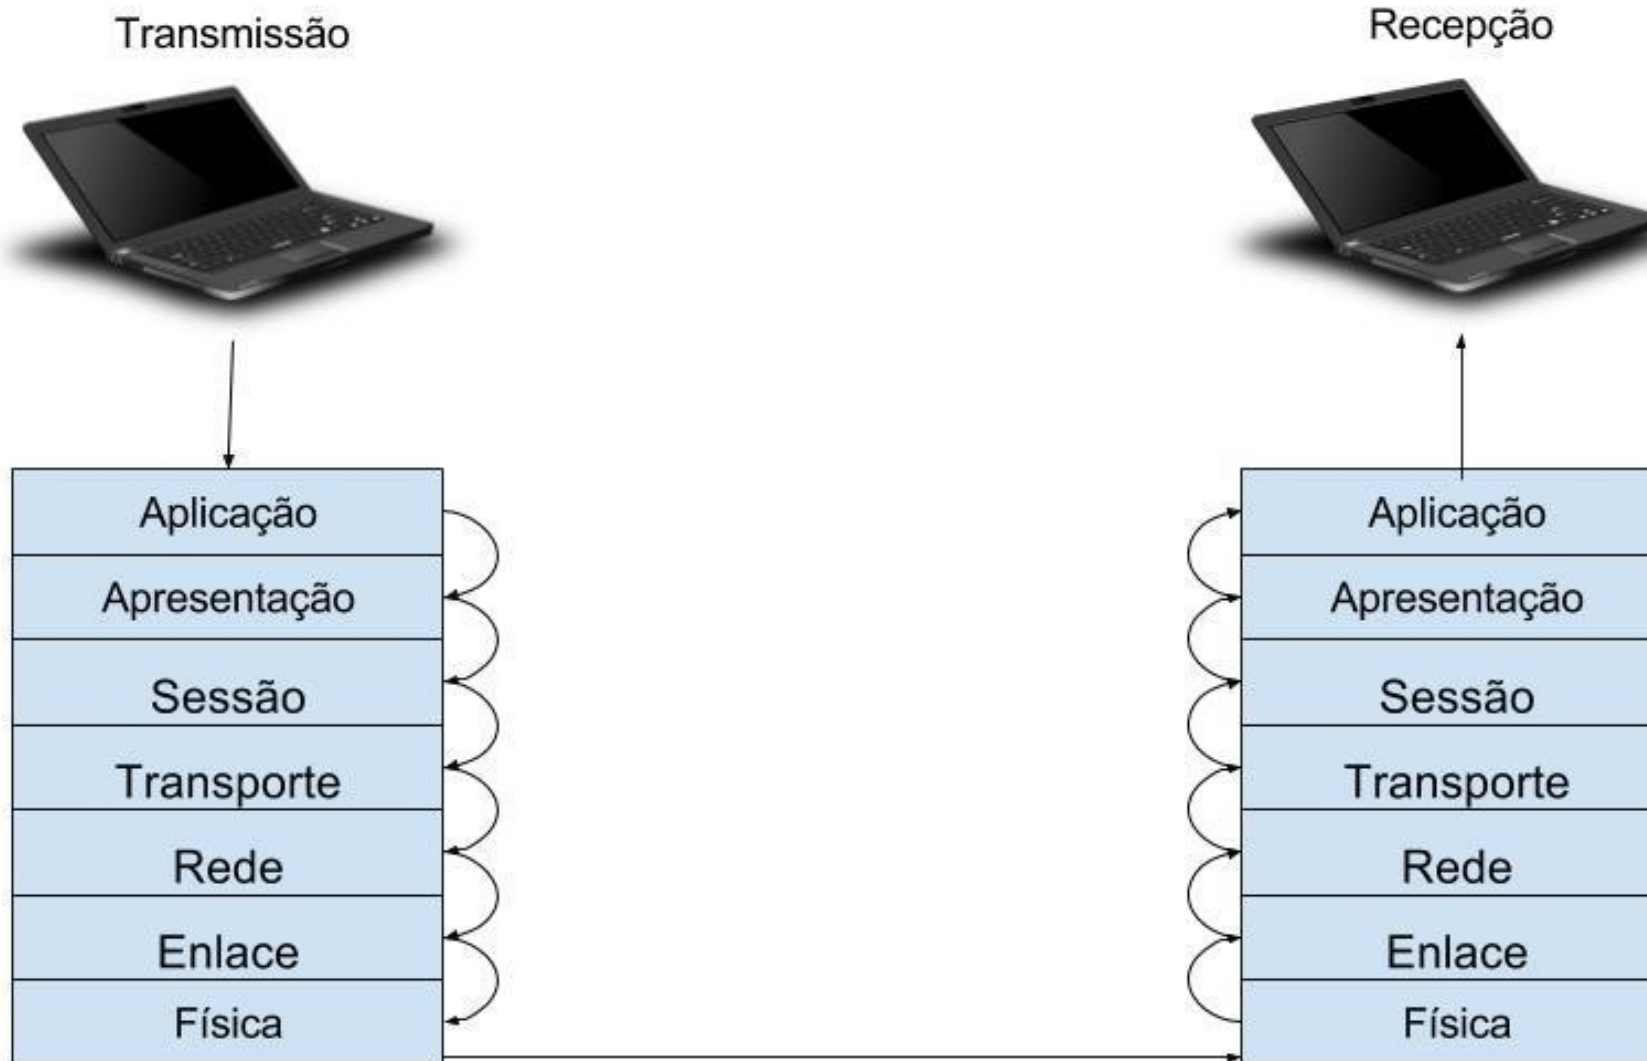 Transmissão
Recepção
Aplicação
Apresentação
Sessão
Transporte
Rede
Enlace
Física
Aplicação
Apresentação
Sessão
Transporte
Rede
Enlace
Física